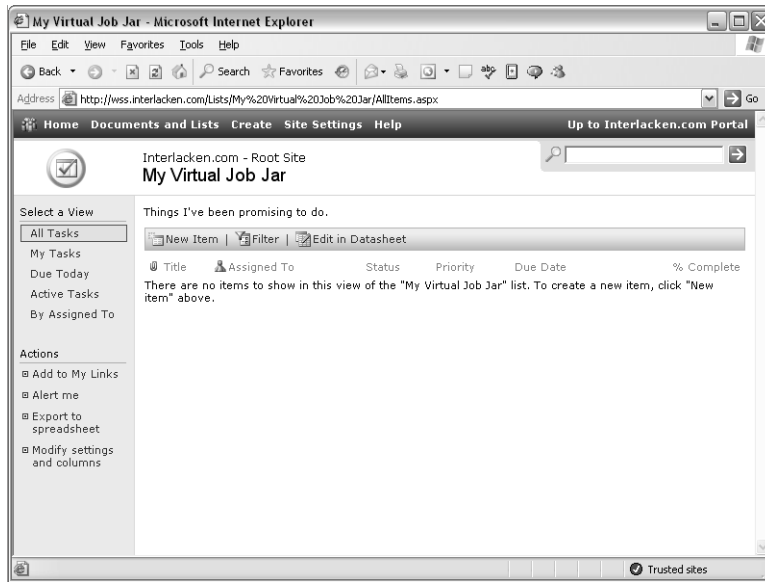 My Virtual Job Jar - Microsoft Internet Explorer
File Edit View Favorites Tools Help
Back Search Favorites
Address http://wss.interlacken.com/Lists/My%20Virtual%20Job%20Jar/AllItems.aspx Go
Home Documents and Lists Create Site Settings Help Up to Interlacken.com Portal
Interlacken.com - Root Site
My Virtual Job Jar
Select a View
All Tasks
My Tasks
Due Today
Active Tasks
By Assigned To
Actions
Add to My Links
Alert me
Export to
spreadsheet
Modify settings
and columns
Things I've been promising to do.
New Item | Filter | Edit in Datasheet
Title Assigned To Status Priority Due Date % Complete
There are no items to show in this view of the "My Virtual Job Jar" list. To create a new item, click "New
item" above.
Trusted sites